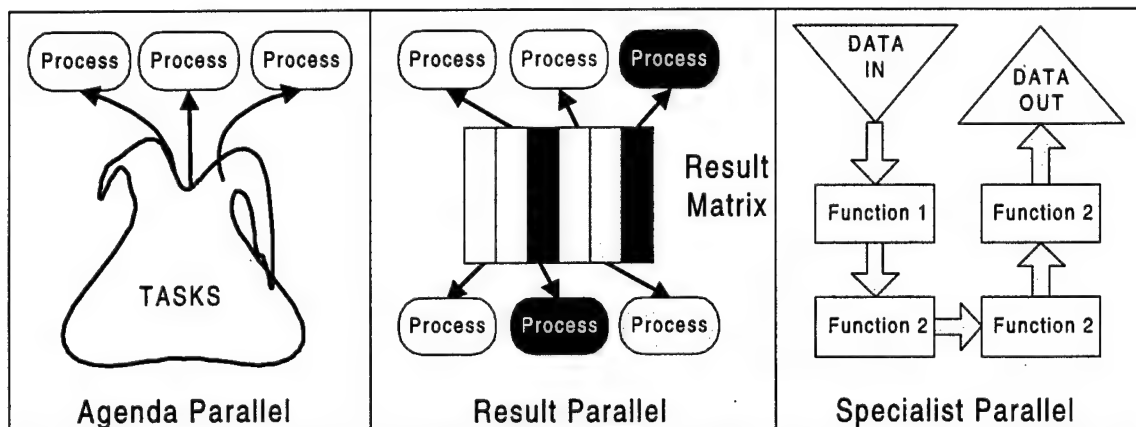 Process Process Process
TASKS
Agenda Parallel
Process Process Process
Result
Matrix
Process Process Process
Result Parallel
DATA
IN
DATA
OUT
Function 1 Function 2
Function 2 Function 2
Specialist Parallel